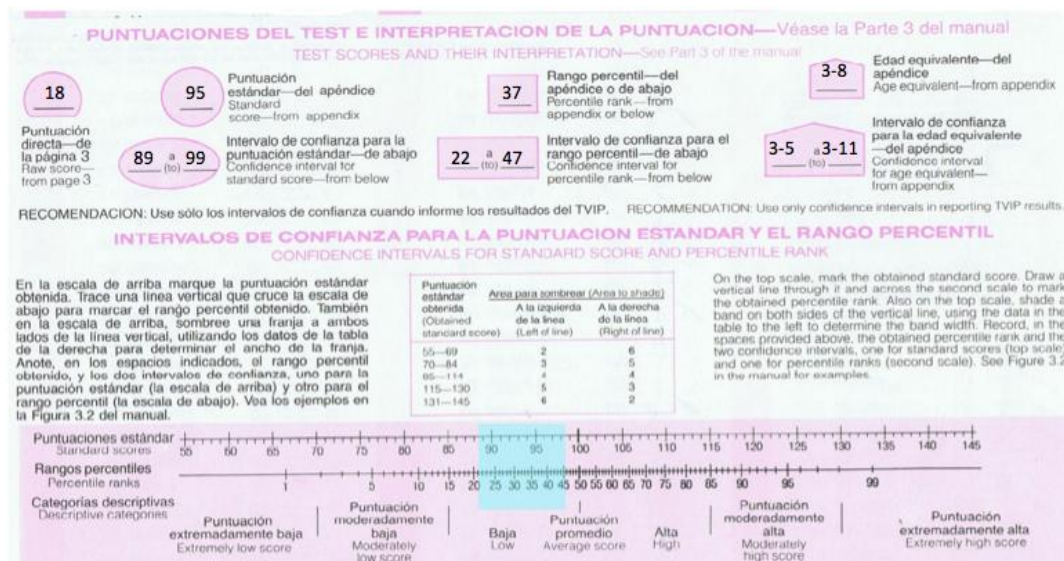 PUNTUACIONES DEL TEST E INTERPRETACION DE LA PUNTUACION—Véase la Parte 3 del manual
TEST SCORES AND THEIR INTERPRETATION—See Part 3 of the manual
18
Puntuación
directa—de
la página 3
Raw score—
from page 3
95
Puntuación
estándar—del apéndice
Standard
score—from appendix
89 a (to) 99
Intervalo de confianza para la
puntuación estándar—de abajo
Confidence interval for
standard score—from below
37
Rango percentil—del
apéndice o de abajo
Percentile rank—from
appendix or below
22 a (to) 47
Intervalo de confianza para el
rango percentil—de abajo
Confidence interval for
percentile rank—from below
3-8
Edad equivalente—del
apéndice
Age equivalent—from appendix
3-5 a (to) 3-11
Intervalo de confianza
para la edad equivalente
—del apéndice
Confidence interval
for age equivalent—
from appendix
RECOMENDACION: Use sólo los intervalos de confianza cuando informe los resultados del TVIP. RECOMMENDATION: Use only confidence intervals in reporting TVIP results.
INTERVALOS DE CONFIANZA PARA LA PUNTUACION ESTANDAR Y EL RANGO PERCENTIL
CONFIDENCE INTERVALS FOR STANDARD SCORE AND PERCENTILE RANK
En la escala de arriba marque la puntuación estándar
obtenida. Trace una línea vertical que cruce la escala de
abajo para marcar el rango percentil obtenido. También
en la escala de arriba, sombree una franja a ambos
lados de la línea vertical, utilizando los datos de la tabla
de la derecha para determinar el ancho de la franja.
Anote, en los espacios indicados, el rango percentil
obtenido, y los dos intervalos de confianza, uno para la
puntuación estándar (la escala de arriba) y otro para el
rango percentil (la escala de abajo). Vea los ejemplos en
la Figura 3.2 del manual.
Puntuación
estándar
obtenida
(Obtained
standard score)
Area para sombrear (Area to shade)
A la izquierda
de la línea
(Left of line)
A la derecha
de la línea
(Right of line)
55—69 2 6
70—84 3 5
85—114 4 4
115—130 5 3
131—145 6 2
On the top scale, mark the obtained standard score. Draw a
vertical line through it and across the second scale to mark
the obtained percentile rank. Also on the top scale, shade a
band on both sides of the vertical line, using the data in the
table to the left to determine the band width. Record, in the
spaces provided above, the obtained percentile rank and the
two confidence intervals, one for standard scores (top scale)
and one for percentile ranks (second scale). See Figure 3.2
in the manual for examples.
Puntuaciones estándar
Standard scores
55 60 65 70 75 80 85 90 95 100 105 110 115 120 125 130 135 140 145
Rangos percentiles
Percentile ranks
1 5 10 15 20 25 30 35 40 45 50 55 60 65 70 75 80 85 90 95 99
Categorías descriptivas
Descriptive categories
Puntuación
extremadamente baja
Extremely low score
Puntuación
moderadamente
baja
Moderately
low score
Baja
Low
Puntuación
promedio
Average score
Alta
High
Puntuación
moderadamente
alta
Moderately
high score
Puntuación
extremadamente alta
Extremely high score